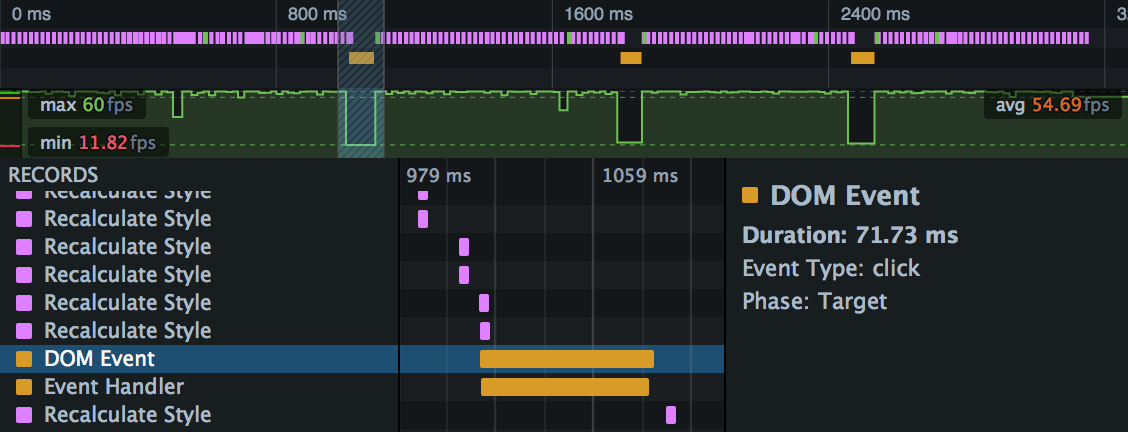 0 ms 800 ms 1600 ms 2400 ms 3.
max 60 fps
avg 54.69 fps
min 11.82 fps
RECORDS 979 ms 1059 ms
Recalculate Style
Recalculate Style
Recalculate Style
Recalculate Style
Recalculate Style
Recalculate Style
DOM Event
Event Handler
Recalculate Style
DOM Event
Duration: 71.73 ms
Event Type: click
Phase: Target